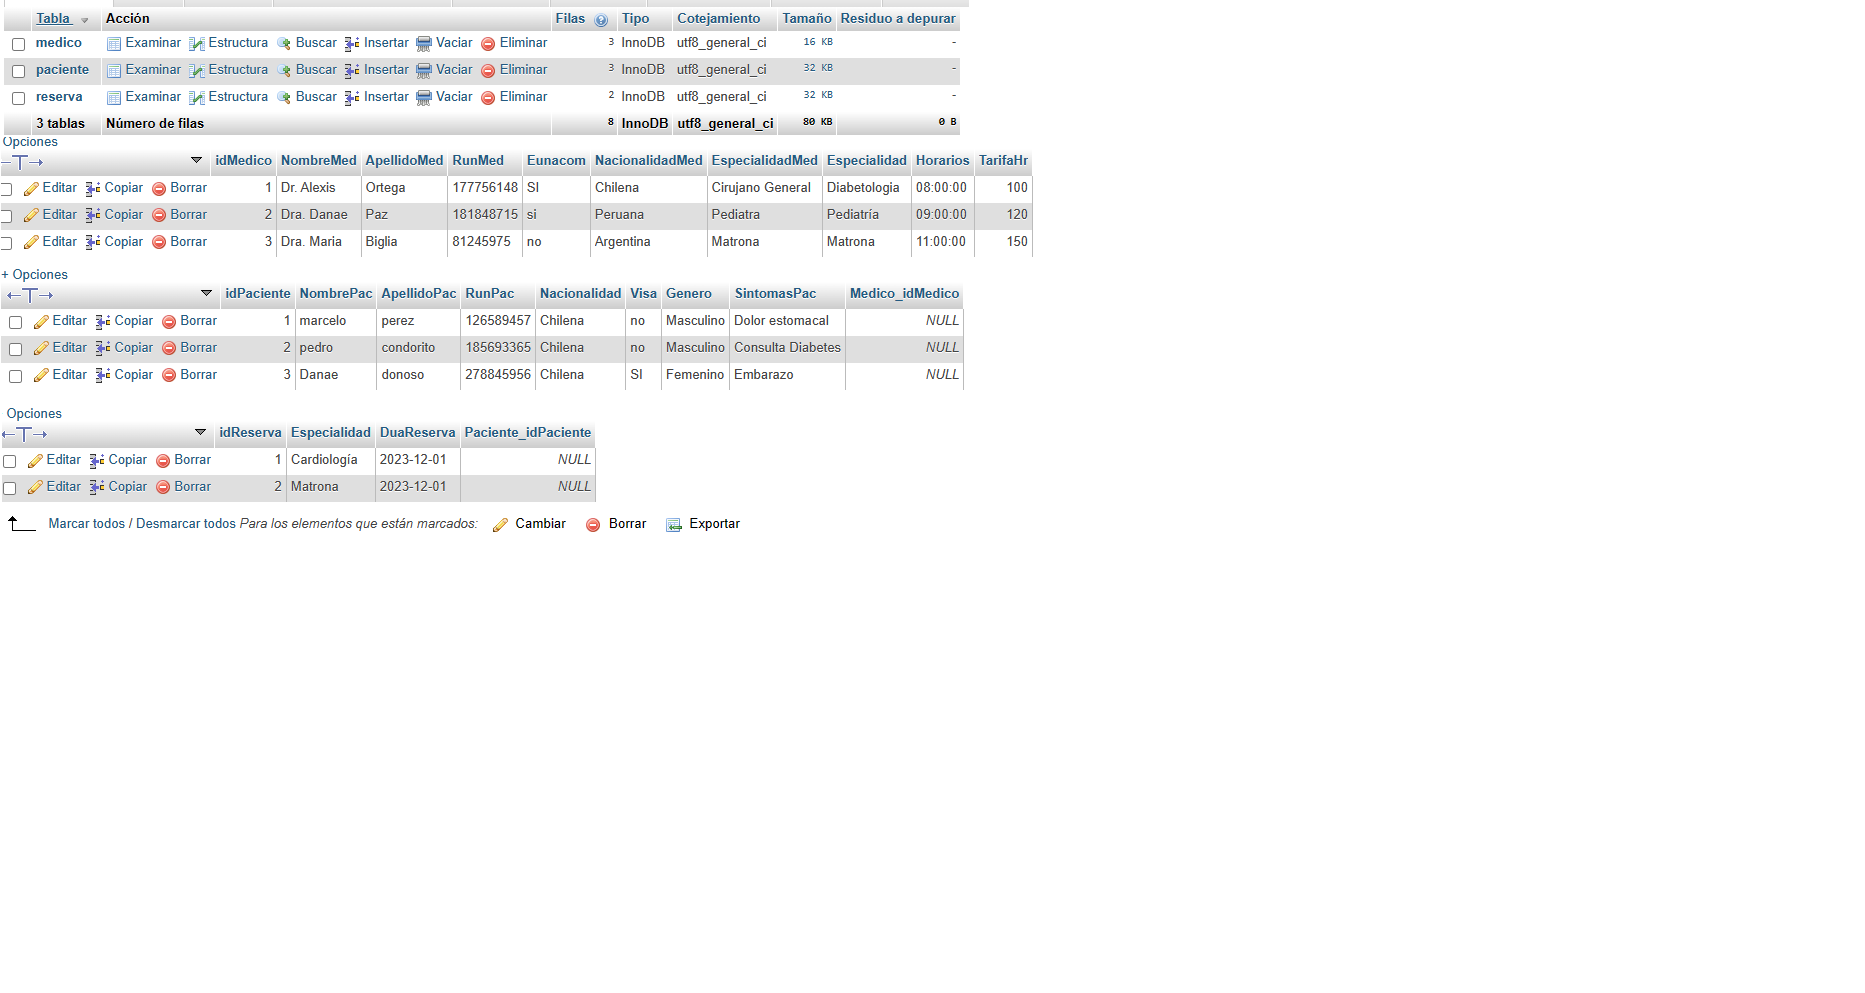 Tabla Acción Filas Tipo Cotejamiento Tamaño Residuo a depurar
medico Examinar Estructura Buscar Insertar Vaciar Eliminar 3 InnoDB utf8_general_ci 16 KB -
paciente Examinar Estructura Buscar Insertar Vaciar Eliminar 3 InnoDB utf8_general_ci 32 KB -
reserva Examinar Estructura Buscar Insertar Vaciar Eliminar 2 InnoDB utf8_general_ci 32 KB -
3 tablas Número de filas 8 InnoDB utf8_general_ci 80 KB 0 B
Opciones
idMedico NombreMed ApellidoMed RunMed Eunacom NacionalidadMed EspecialidadMed Especialidad Horarios TarifaHr
Editar Copiar Borrar 1 Dr. Alexis Ortega 177756148 SI Chilena Cirujano General Diabetologia 08:00:00 100
Editar Copiar Borrar 2 Dra. Danae Paz 181848715 si Peruana Pediatra Pediatría 09:00:00 120
Editar Copiar Borrar 3 Dra. Maria Biglia 81245975 no Argentina Matrona Matrona 11:00:00 150
+ Opciones
idPaciente NombrePac ApellidoPac RunPac Nacionalidad Visa Genero SintomasPac Medico_idMedico
Editar Copiar Borrar 1 marcelo perez 126589457 Chilena no Masculino Dolor estomacal NULL
Editar Copiar Borrar 2 pedro condorito 185693365 Chilena no Masculino Consulta Diabetes NULL
Editar Copiar Borrar 3 Danae donoso 278845956 Chilena SI Femenino Embarazo NULL
Opciones
idReserva Especialidad DuaReserva Paciente_idPaciente
Editar Copiar Borrar 1 Cardiología 2023-12-01 NULL
Editar Copiar Borrar 2 Matrona 2023-12-01 NULL
Marcar todos / Desmarcar todos Para los elementos que están marcados: Cambiar Borrar Exportar